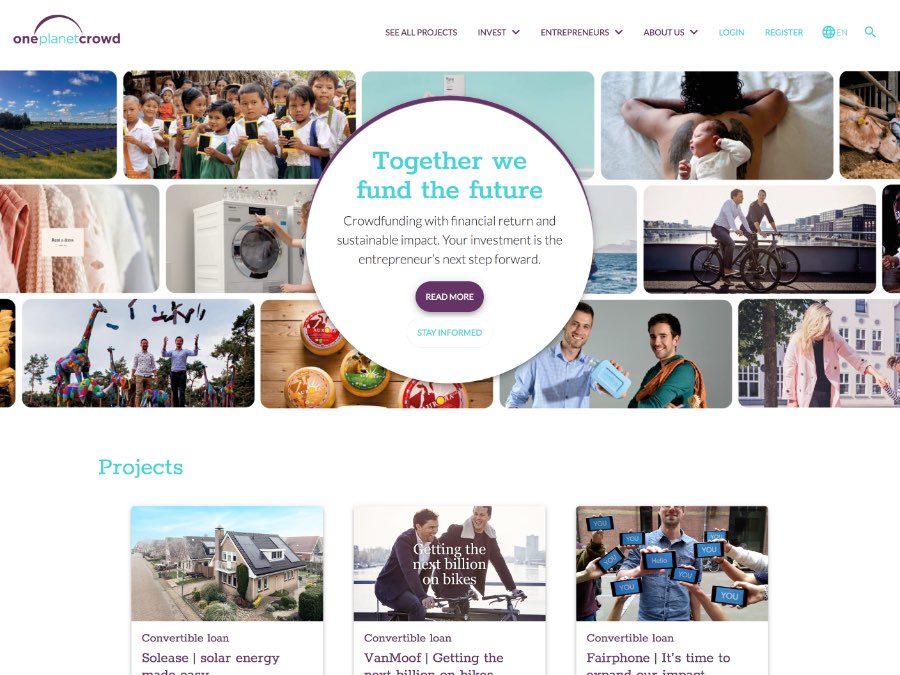 oneplanetcrowd
SEE ALL PROJECTS INVEST ENTREPRENEURS ABOUT US LOGIN REGISTER EN
Together we
fund the future
Crowdfunding with financial return and
sustainable impact. Your investment is the
entrepreneur's next step forward.
READ MORE
STAY INFORMED
Projects
Getting the
next billion
on bikes
YOU
YOU
YOU
YOU
Hello
YOU
YOU
YOU
YOU
Convertible loan
Solease | solar energy
made easy
Convertible loan
VanMoof | Getting the
next billion on bikes
Convertible loan
Fairphone | It's time to
expand our impact